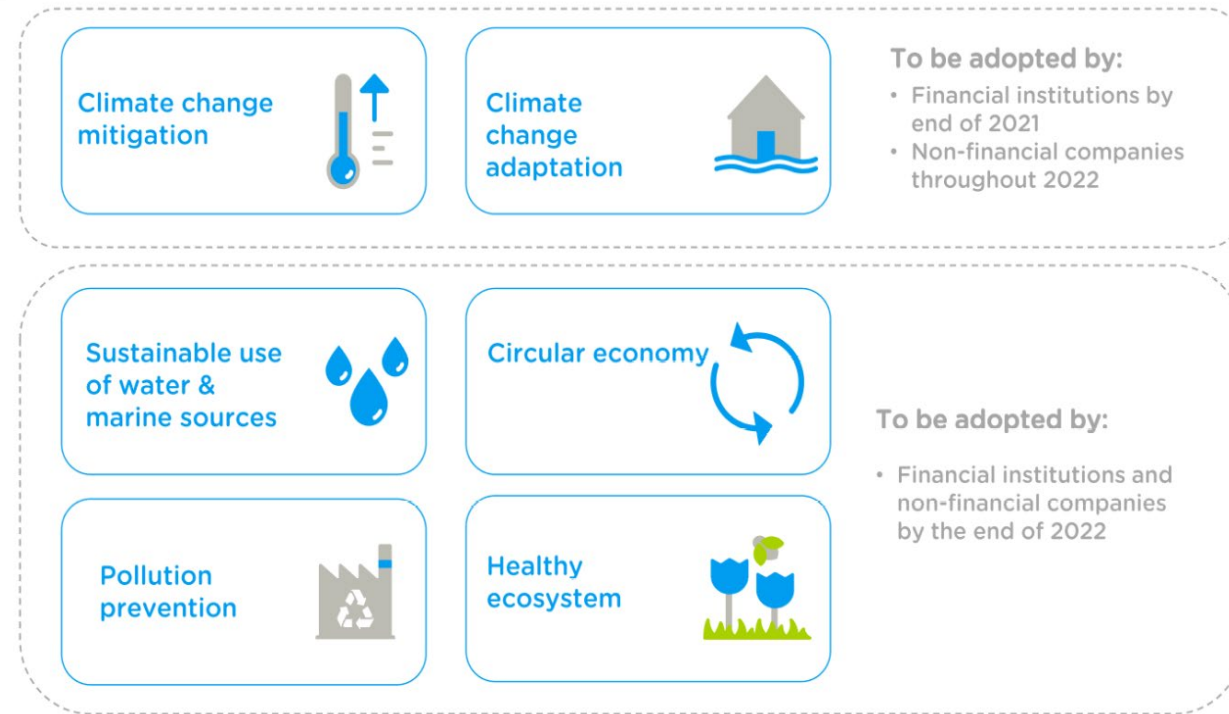 Climate change
mitigation
Climate
change
adaptation
To be adopted by:
• Financial institutions by
end of 2021
• Non-financial companies
throughout 2022
Sustainable use
of water &
marine sources
Circular economy
Pollution
prevention
Healthy
ecosystem
To be adopted by:
• Financial institutions and
non-financial companies
by the end of 2022